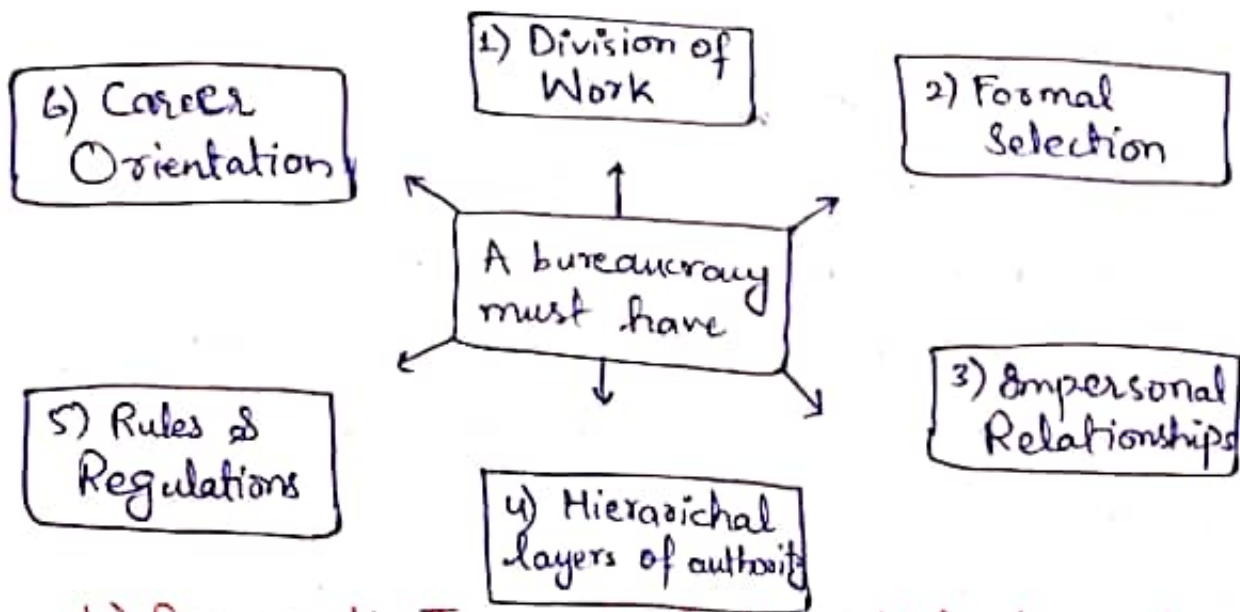 1) Division of
Work
2) Formal
Selection
3) Impersonal
Relationships
4) Hierarichal
layers of authority
5) Rules &
Regulations
6) Career
Orientation
A bureaucracy
must have